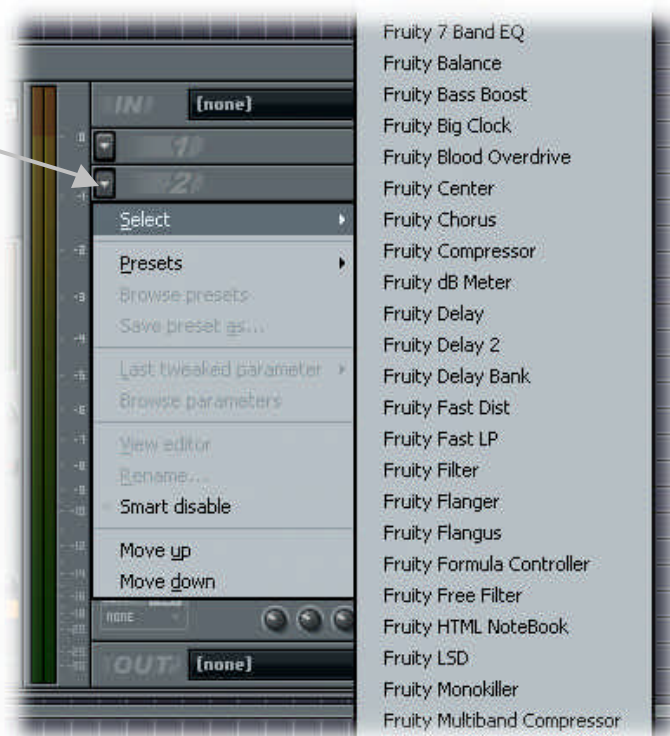 IN
(none)
1
2
Select
Presets
Browse presets
Save preset as...
Last tweaked parameter
Browse parameters
View editor
Rename...
Smart disable
Move up
Move down
NONE
OUT
(none)
Fruity 7 Band EQ
Fruity Balance
Fruity Bass Boost
Fruity Big Clock
Fruity Blood Overdrive
Fruity Center
Fruity Chorus
Fruity Compressor
Fruity dB Meter
Fruity Delay
Fruity Delay 2
Fruity Delay Bank
Fruity Fast Dist
Fruity Fast LP
Fruity Filter
Fruity Flanger
Fruity Flangus
Fruity Formula Controller
Fruity Free Filter
Fruity HTML NoteBook
Fruity LSD
Fruity Monokiller
Fruity Multiband Compressor